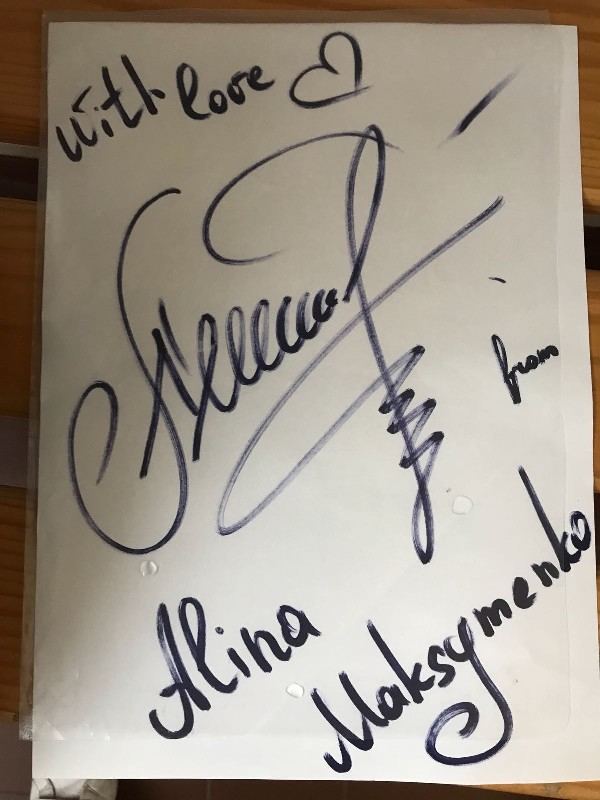 With love
from
Alina
Maksymenko